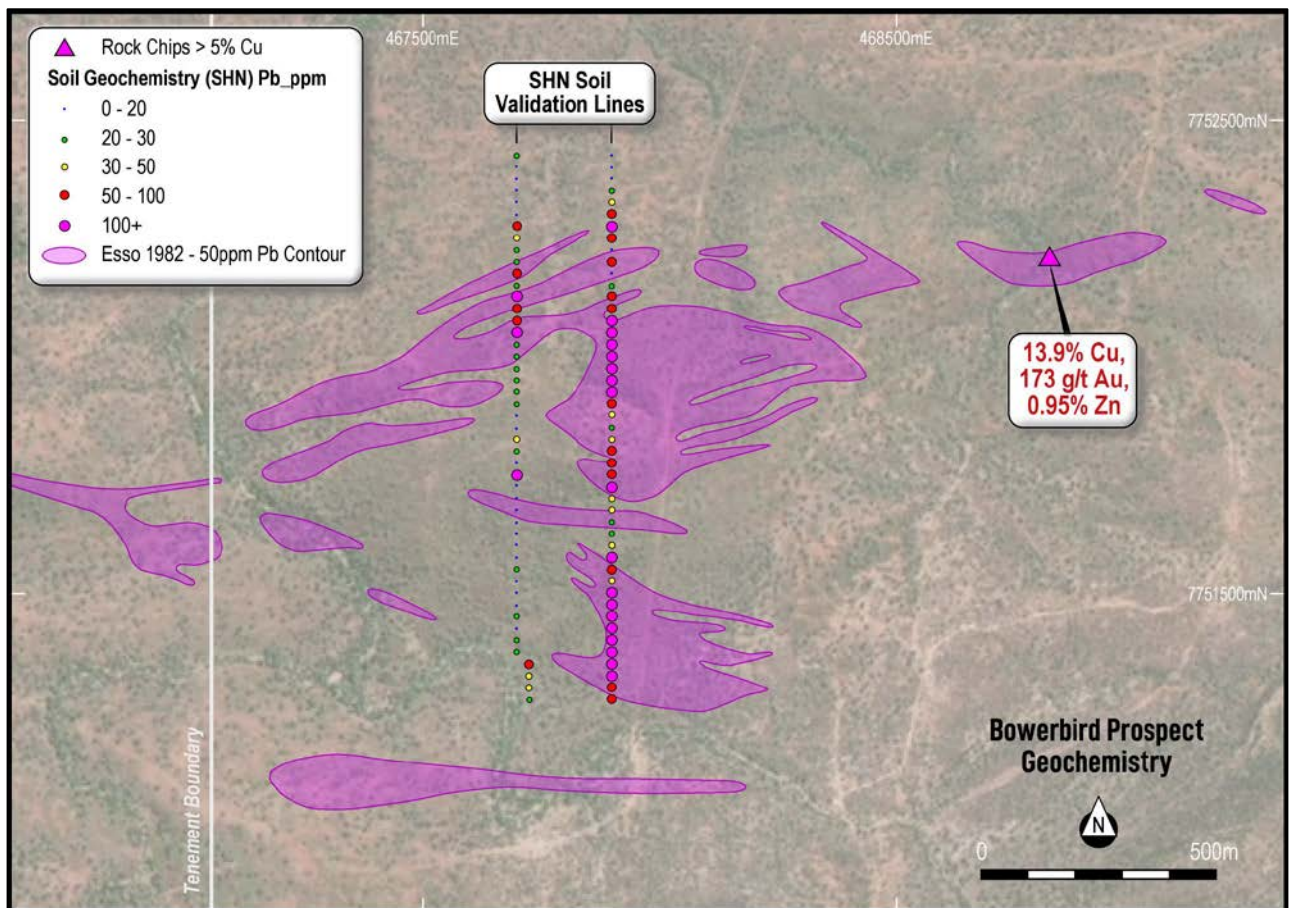 Rock Chips > 5% Cu
Soil Geochemistry (SHN) Pb_ppm
0 - 20
20 - 30
30 - 50
50 - 100
100+
Esso 1982 - 50ppm Pb Contour
467500mE
468500mE
SHN Soil
Validation Lines
7752500mN
13.9% Cu,
173 g/t Au,
0.95% Zn
7751500mN
Tenement Boundary
Bowerbird Prospect
Geochemistry
N
0
500m